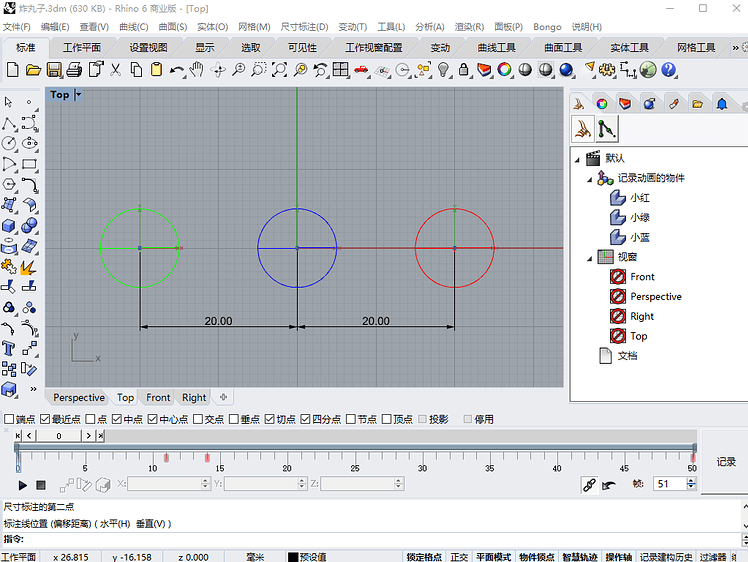 炸丸子.3dm (630 KB) - Rhino 6 商业版 - [Top]
文件(F) 编辑(E) 查看(V) 曲线(C) 曲面(S) 实体(O) 网格(M) 尺寸标注(D) 变动(T) 工具(L) 分析(A) 渲染(R) 面板(P) Bongo 说明(H)
标准 工作平面 设置视图 显示 选取 可见性 工作视窗配置 变动 曲线工具 曲面工具 实体工具 网格工具 »
Top
默认
记录动画的物件
小红
小绿
小蓝
视窗
Front
Perspective
Right
Top
文档
20.00 20.00
y
x
Perspective Top Front Right
端点 最近点 点 中点 中心点 交点 垂点 切点 四分点 节点 顶点 投影 停用
0
0 5 10 15 20 25 30 35 40 45 50
记录
X: Y: Z: 帧: 51
尺寸标注的第二点
标注线位置 (偏移距离) ( 水平(H) 垂直(V) )
指令:
工作平面 x 26.815 y -16.158 z 0.000 毫米 预设值 锁定格点 正交 平面模式 物件锁点 智慧轨迹 操作轴 记录建构历史 过滤器